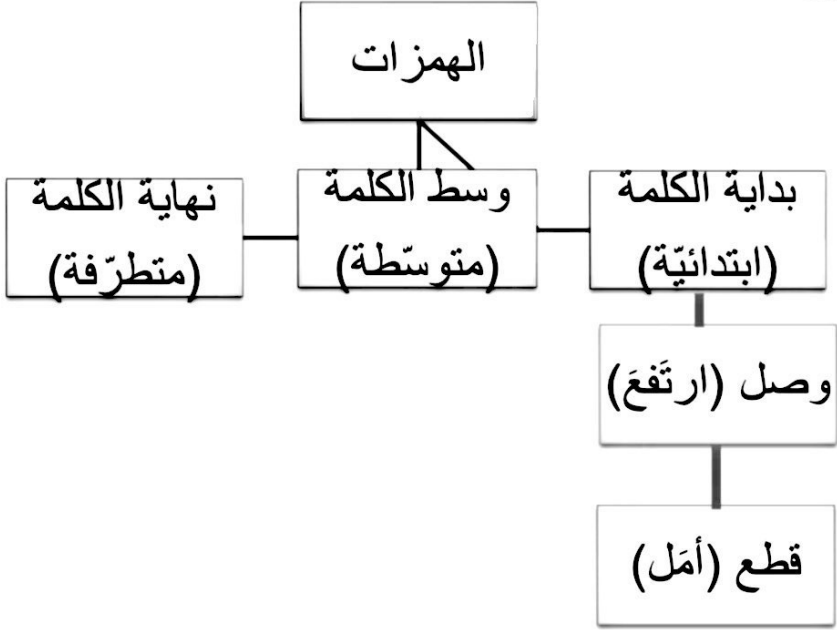 الهمزات
بداية الكلمة
(ابتدائيّة)
وسط الكلمة
(متوسّطة)
نهاية الكلمة
(متطرّفة)
وصل (ارتَفعَ)
قطع (أمَل)